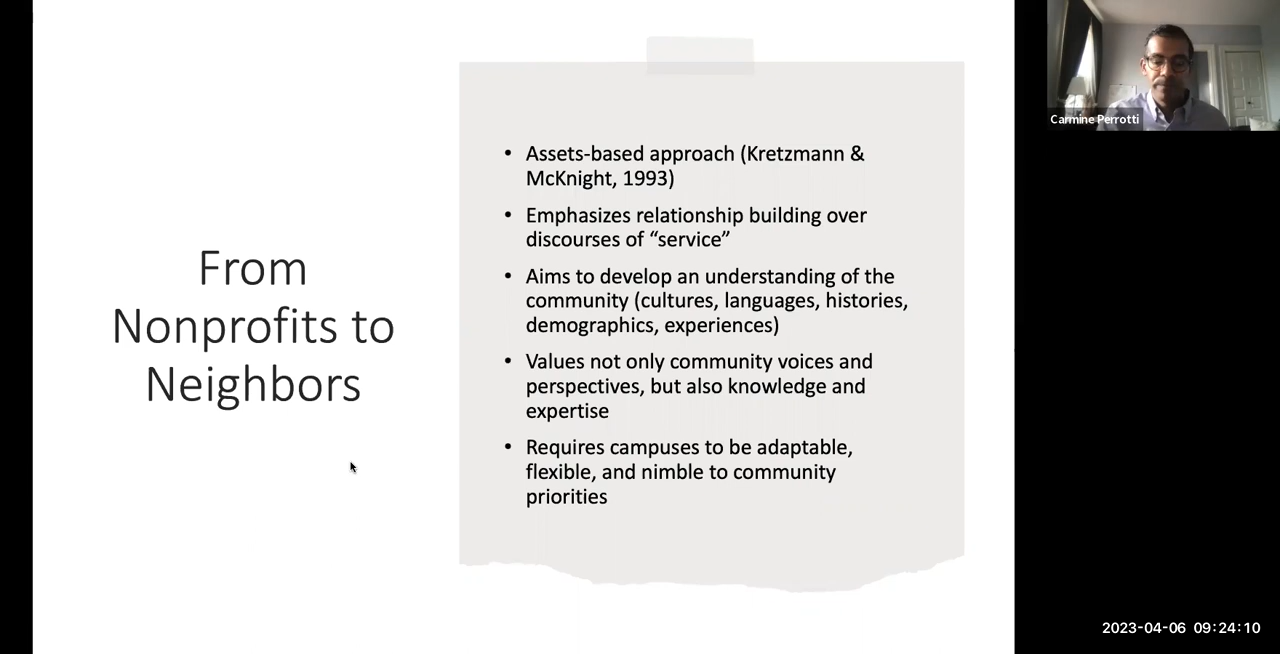 From
Nonprofits to
Neighbors
• Assets-based approach (Kretzmann &
McKnight, 1993)
• Emphasizes relationship building over
discourses of “service”
• Aims to develop an understanding of the
community (cultures, languages, histories,
demographics, experiences)
• Values not only community voices and
perspectives, but also knowledge and
expertise
• Requires campuses to be adaptable,
flexible, and nimble to community
priorities
Carmine Perrotti
2023-04-06 09:24:10